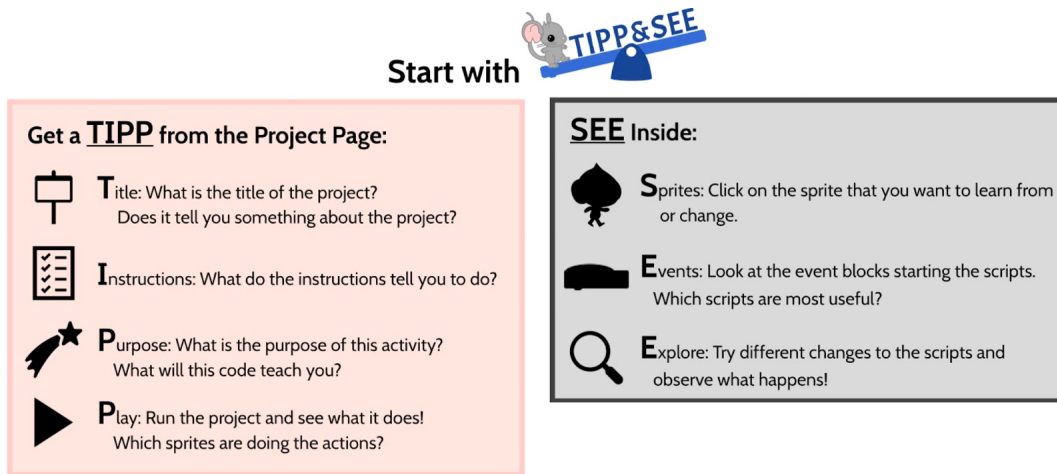 Start with TIPP&SEE
Get a TIPP from the Project Page:
Title: What is the title of the project?
Does it tell you something about the project?
Instructions: What do the instructions tell you to do?
Purpose: What is the purpose of this activity?
What will this code teach you?
Play: Run the project and see what it does!
Which sprites are doing the actions?
SEE Inside:
Sprites: Click on the sprite that you want to learn from
or change.
Events: Look at the event blocks starting the scripts.
Which scripts are most useful?
Explore: Try different changes to the scripts and
observe what happens!